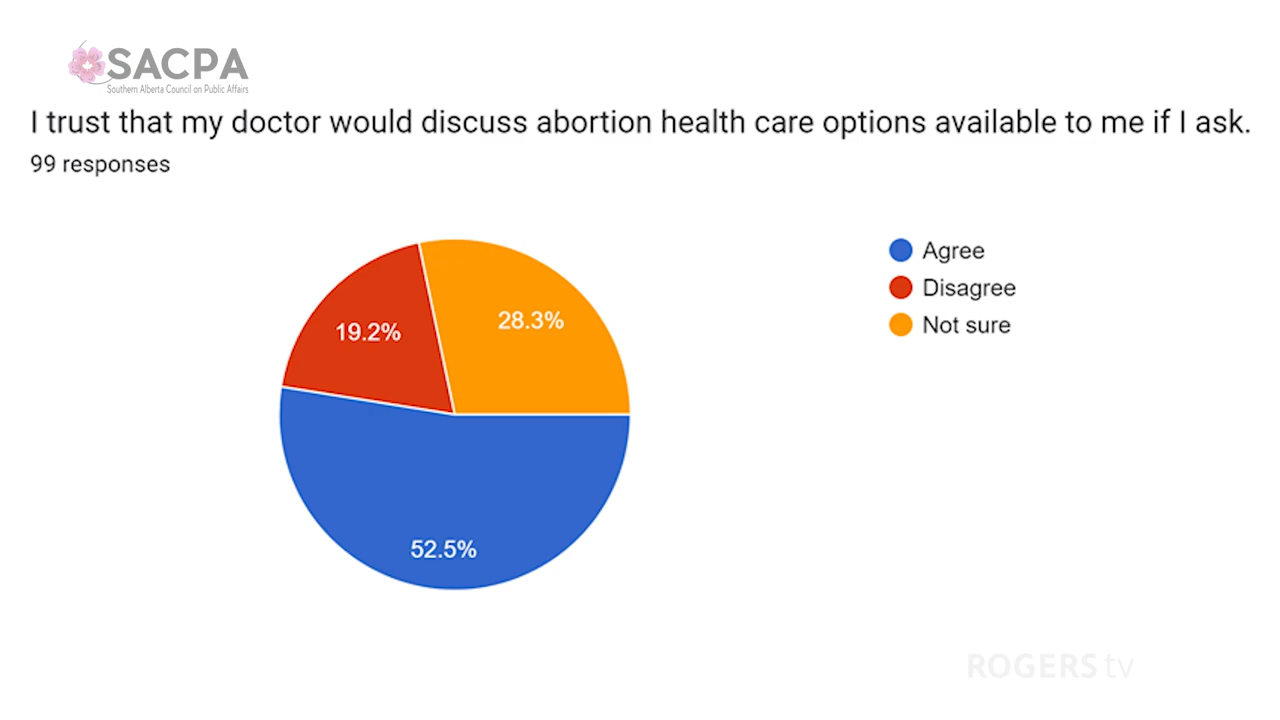 SACPA
Southern Alberta Council on Public Affairs
I trust that my doctor would discuss abortion health care options available to me if I ask.
99 responses
Agree
Disagree
Not sure
28.3%
19.2%
52.5%
ROGERS tv